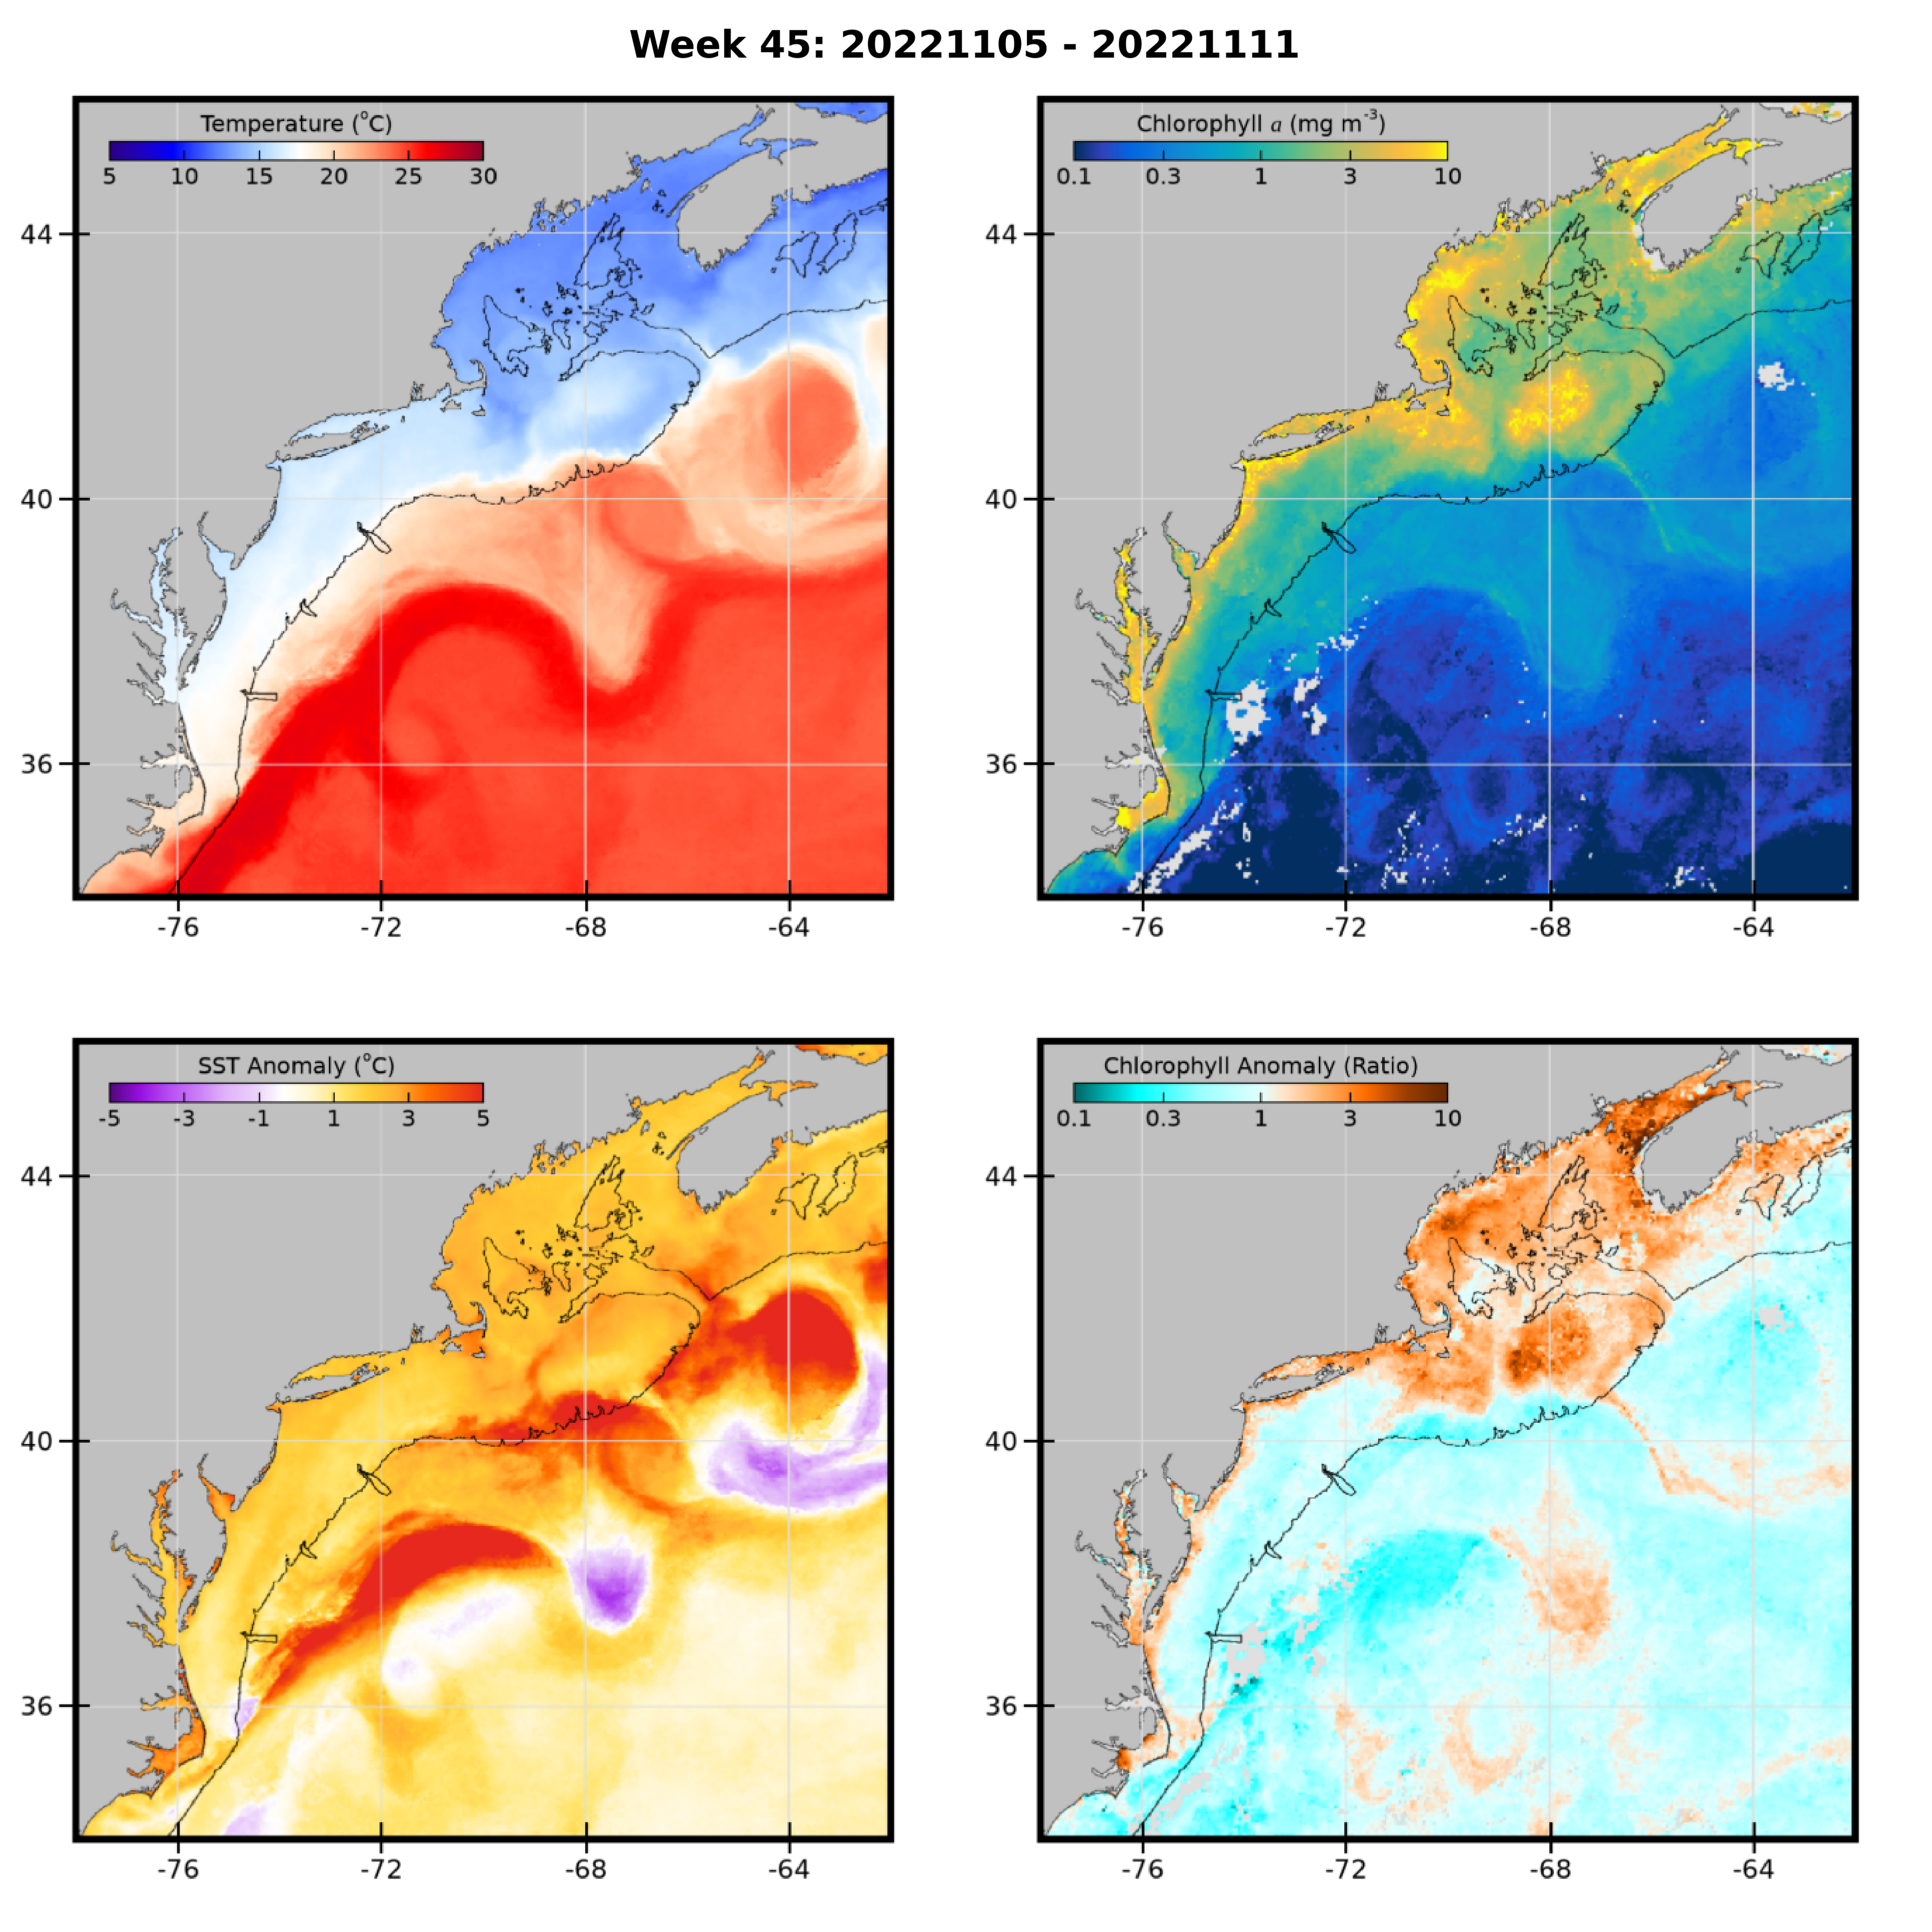 Week 45: 20221105 - 20221111
Temperature (°C)
5 10 15 20 25 30
44
40
36
-76 -72 -68 -64
Chlorophyll a (mg m⁻³)
0.1 0.3 1 3 10
44
40
36
-76 -72 -68 -64
SST Anomaly (°C)
-5 -3 -1 1 3 5
44
40
36
-76 -72 -68 -64
Chlorophyll Anomaly (Ratio)
0.1 0.3 1 3 10
44
40
36
-76 -72 -68 -64